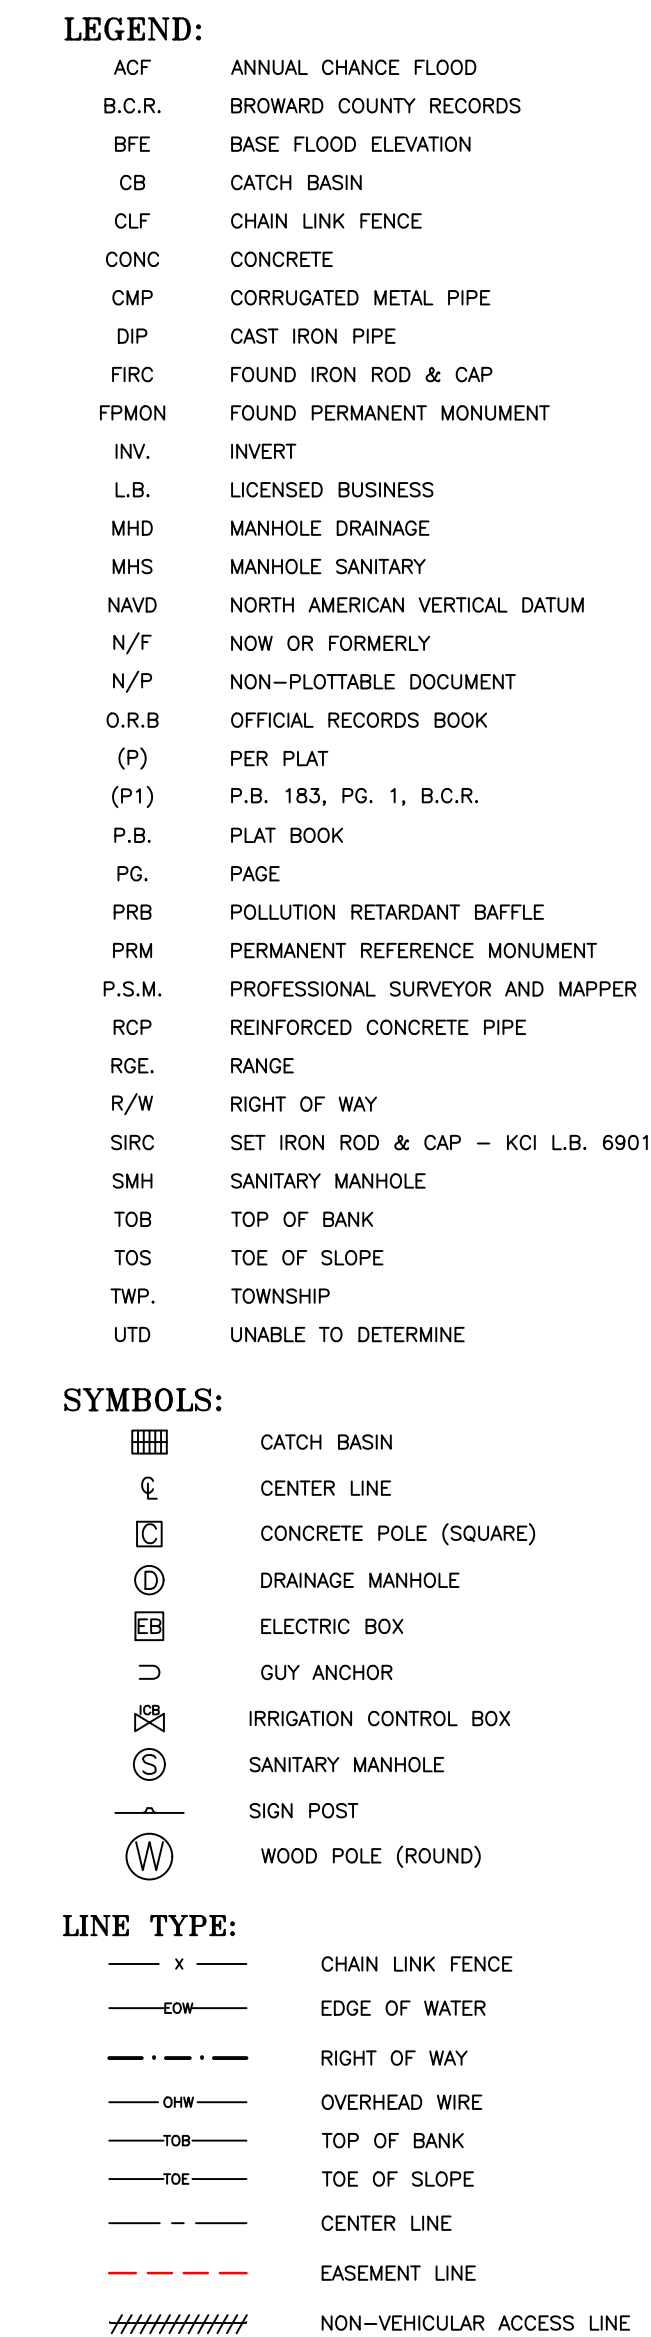 LEGEND:
ACF ANNUAL CHANCE FLOOD
B.C.R. BROWARD COUNTY RECORDS
BFE BASE FLOOD ELEVATION
CB CATCH BASIN
CLF CHAIN LINK FENCE
CONC CONCRETE
CMP CORRUGATED METAL PIPE
DIP CAST IRON PIPE
FIRC FOUND IRON ROD & CAP
FPMON FOUND PERMANENT MONUMENT
INV. INVERT
L.B. LICENSED BUSINESS
MHD MANHOLE DRAINAGE
MHS MANHOLE SANITARY
NAVD NORTH AMERICAN VERTICAL DATUM
N/F NOW OR FORMERLY
N/P NON-PLOTTABLE DOCUMENT
O.R.B OFFICIAL RECORDS BOOK
(P) PER PLAT
(P1) P.B. 183, PG. 1, B.C.R.
P.B. PLAT BOOK
PG. PAGE
PRB POLLUTION RETARDANT BAFFLE
PRM PERMANENT REFERENCE MONUMENT
P.S.M. PROFESSIONAL SURVEYOR AND MAPPER
RCP REINFORCED CONCRETE PIPE
RGE. RANGE
R/W RIGHT OF WAY
SIRC SET IRON ROD & CAP - KCI L.B. 6901
SMH SANITARY MANHOLE
TOB TOP OF BANK
TOS TOE OF SLOPE
TWP. TOWNSHIP
UTD UNABLE TO DETERMINE
SYMBOLS:
CATCH BASIN
℄ CENTER LINE
C CONCRETE POLE (SQUARE)
D DRAINAGE MANHOLE
EB ELECTRIC BOX
GUY ANCHOR
ICB IRRIGATION CONTROL BOX
S SANITARY MANHOLE
SIGN POST
W WOOD POLE (ROUND)
LINE TYPE:
X CHAIN LINK FENCE
EOW EDGE OF WATER
RIGHT OF WAY
OHW OVERHEAD WIRE
TOB TOP OF BANK
TOE TOE OF SLOPE
CENTER LINE
EASEMENT LINE
NON-VEHICULAR ACCESS LINE